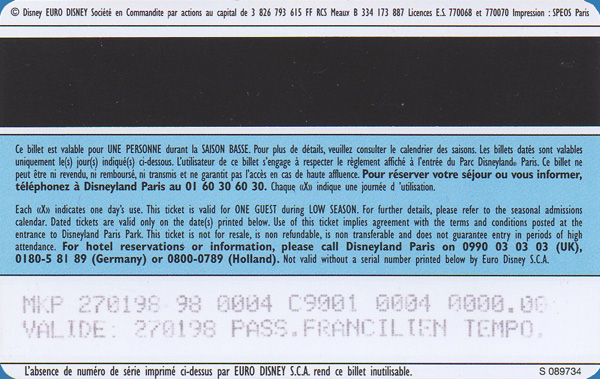 © Disney EURO DISNEY Société en Commandite par actions au capital de 3 826 793 615 FF RCS Meaux B 334 173 887 Licences E.S. 770068 et 770070 Impression : SPEOS Paris
Ce billet est valable pour UNE PERSONNE durant la SAISON BASSE. Pour plus de détails, veuillez consulter le calendrier des saisons. Les billets datés sont valables
uniquement le(s) jour(s) indiqué(s) ci-dessous. L'utilisateur de ce billet s'engage à respecter le règlement affiché à l'entrée du Parc Disneyland® Paris. Ce billet ne
peut être ni revendu, ni remboursé, ni transmis et ne garantit pas l'accès en cas de haute affluence. Pour réserver votre séjour ou vous informer,
téléphonez à Disneyland Paris au 01 60 30 60 30. Chaque «X» indique une journée d 'utilisation.
Each «X» indicates one day's use. This ticket is valid for ONE GUEST during LOW SEASON. For further details, please refer to the seasonal admissions
calendar. Dated tickets are valid only on the date(s) printed below. Use of this ticket implies agreement with the terms and conditions posted at the
entrance to Disneyland Paris Park. This ticket is not for resale, is non refundable, is non transferable and does not guarantee entry in periods of high
attendance. For hotel reservations or information, please call Disneyland Paris on 0990 03 03 03 (UK),
0180-5 81 89 (Germany) or 0800-0789 (Holland). Not valid without a serial number printed below by Euro Disney S.C.A.
MKP 270198 98 0004 C9001 0004 0000.00
VALIDE: 270198 PASS.FRANCILIEN TEMPO.
L'absence de numéro de série imprimé ci-dessus par EURO DISNEY S.C.A. rend ce billet inutilisable.
S 089734